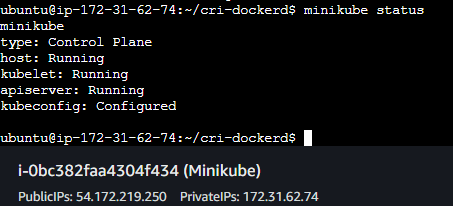 ubuntu@ip-172-31-62-74:~/cri-dockerd$ minikube status
minikube
type: Control Plane
host: Running
kubelet: Running
apiserver: Running
kubeconfig: Configured
ubuntu@ip-172-31-62-74:~/cri-dockerd$
i-0bc382faa4304f434 (Minikube)
PublicIPs: 54.172.219.250 PrivateIPs: 172.31.62.74